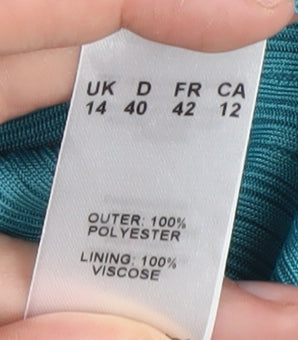 UK D FR CA
14 40 42 12
OUTER: 100%
POLYESTER
LINING: 100%
VISCOSE